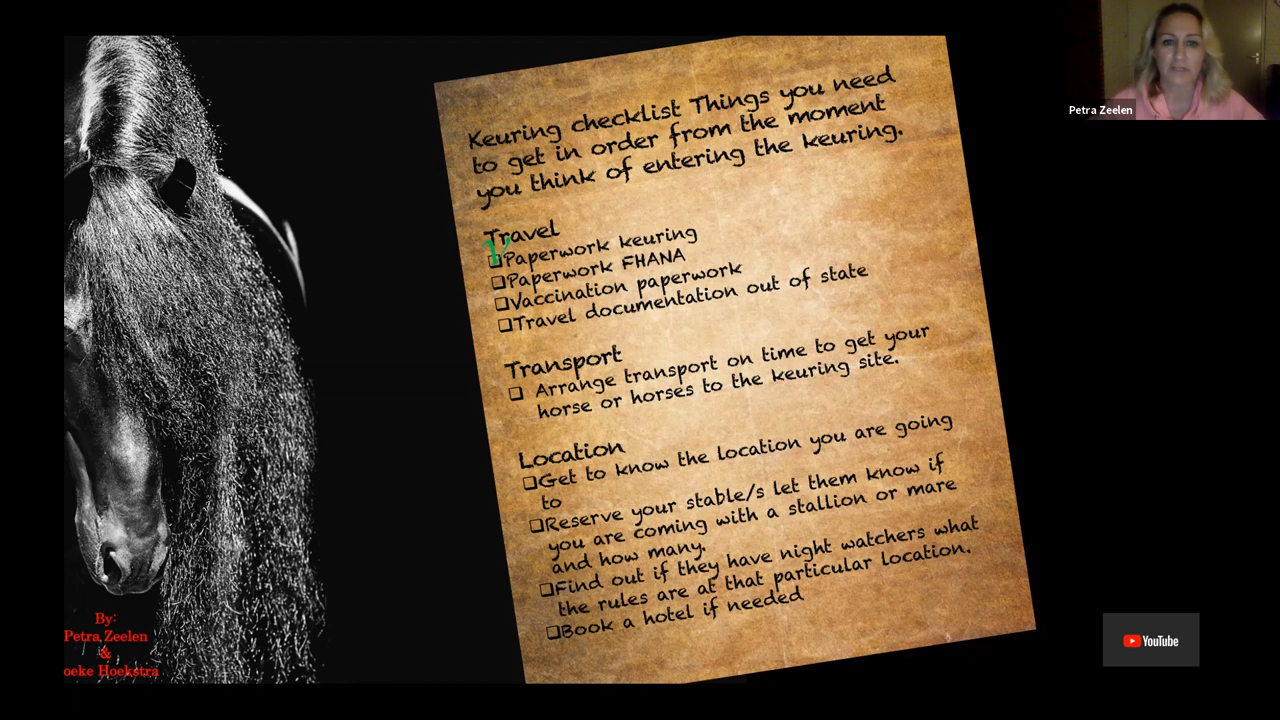 Keuring checklist Things you need
to get in order from the moment
you think of entering the keuring.
Travel
Paperwork keuring
Paperwork FHANA
Vaccination paperwork
Travel documentation out of state
Transport
Arrange transport on time to get your
horse or horses to the keuring site.
Location
Get to know the location you are going
to
Reserve your stable/s let them know if
you are coming with a stallion or mare
and how many.
Find out if they have night watchers what
the rules are at that particular location.
Book a hotel if needed
By:
Petra Zeelen
&
oeke Hoekstra
Petra Zeelen
YouTube